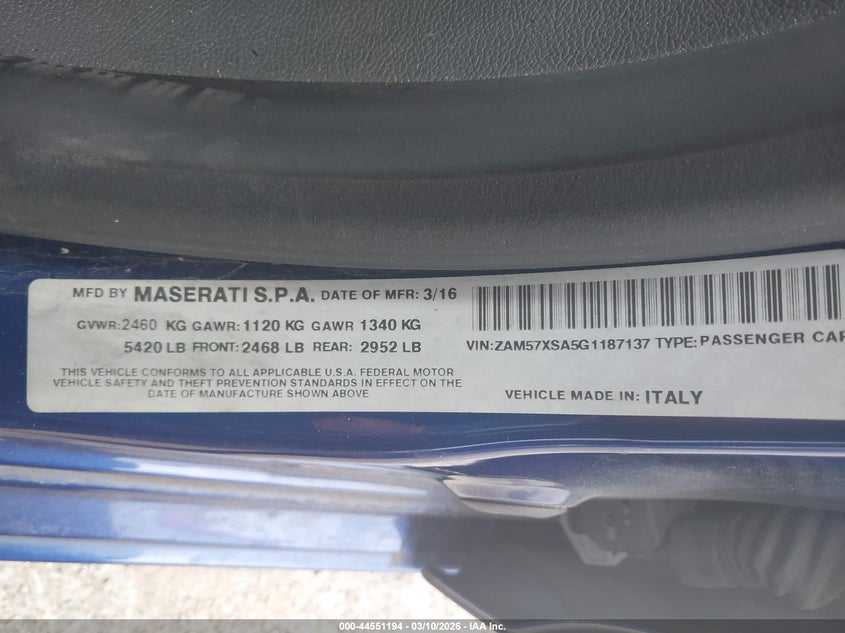 MFD BY MASERATI S.P.A. DATE OF MFR: 3/16
GVWR:2460 KG GAWR:1120 KG GAWR 1340 KG
5420 LB FRONT:2468 LB REAR: 2952 LB
THIS VEHICLE CONFORMS TO ALL APPLICABLE U.S.A. FEDERAL MOTOR
VEHICLE SAFETY AND THEFT PREVENTION STANDARDS IN EFFECT ON THE
DATE OF MANUFACTURE SHOWN ABOVE
VIN:ZAM57XSA5G1187137 TYPE:PASSENGER CAR
VEHICLE MADE IN: ITALY
000-44551194 - 03/10/2026 - IAA Inc.